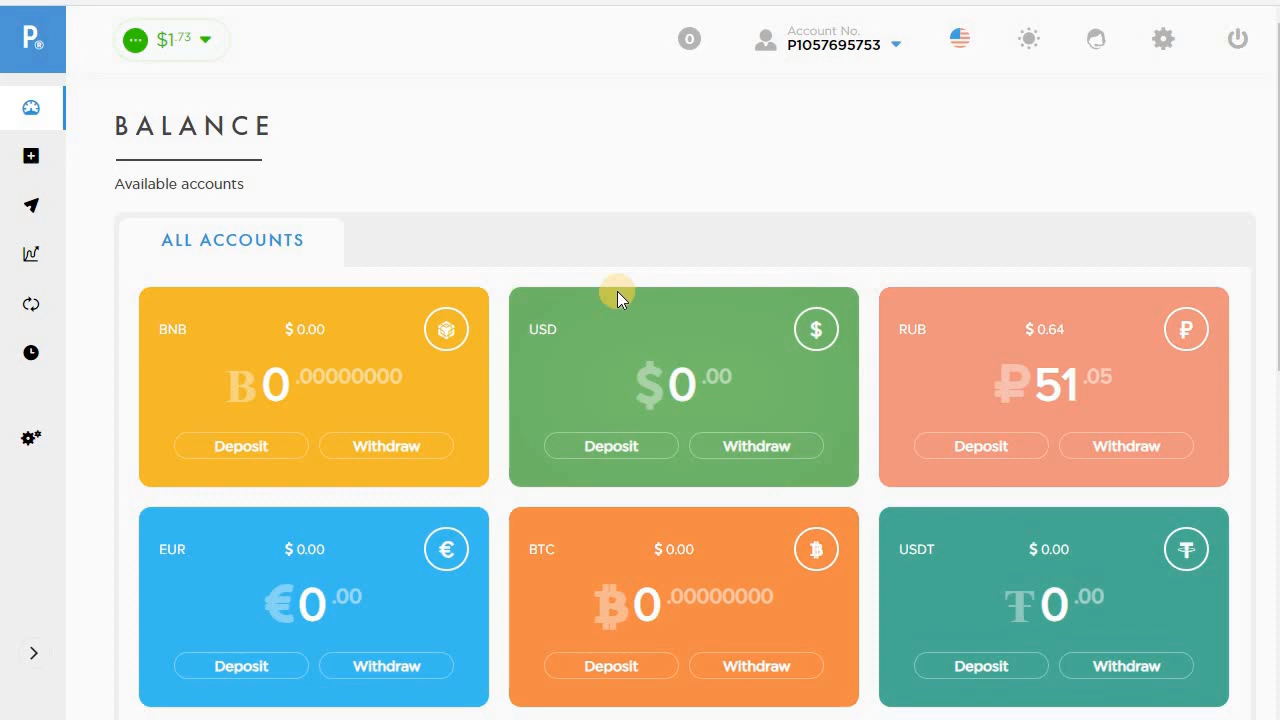 P®
$1.73
0
Account No.
P1057695753
BALANCE
Available accounts
ALL ACCOUNTS
BNB $ 0.00
B0.00000000
Deposit Withdraw
USD $
$0.00
Deposit Withdraw
RUB $ 0.64 ₽
₽51.05
Deposit Withdraw
EUR $ 0.00 €
€0.00
Deposit Withdraw
BTC $ 0.00 ₿
₿0.00000000
Deposit Withdraw
USDT $ 0.00 ₮
₮0.00
Deposit Withdraw